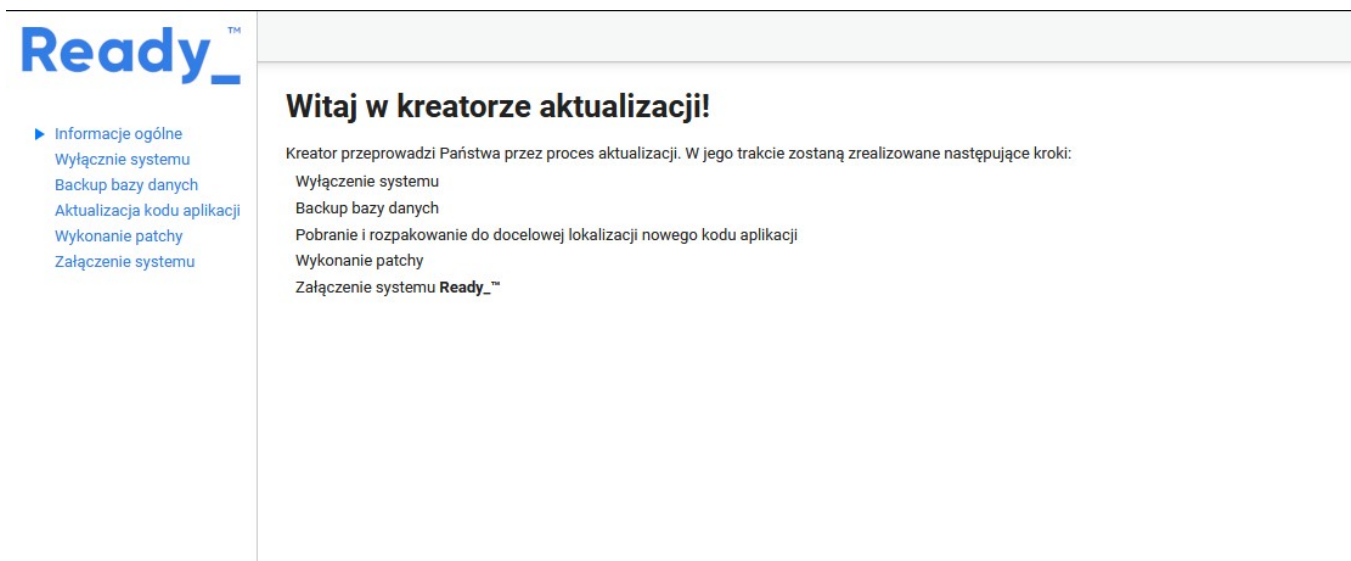 Ready_™
Informacje ogólne
Wyłącznie systemu
Backup bazy danych
Aktualizacja kodu aplikacji
Wykonanie patchy
Załączenie systemu
Witaj w kreatorze aktualizacji!
Kreator przeprowadzi Państwa przez proces aktualizacji. W jego trakcie zostaną zrealizowane następujące kroki:
Wyłączenie systemu
Backup bazy danych
Pobranie i rozpakowanie do docelowej lokalizacji nowego kodu aplikacji
Wykonanie patchy
Załączenie systemu Ready_™